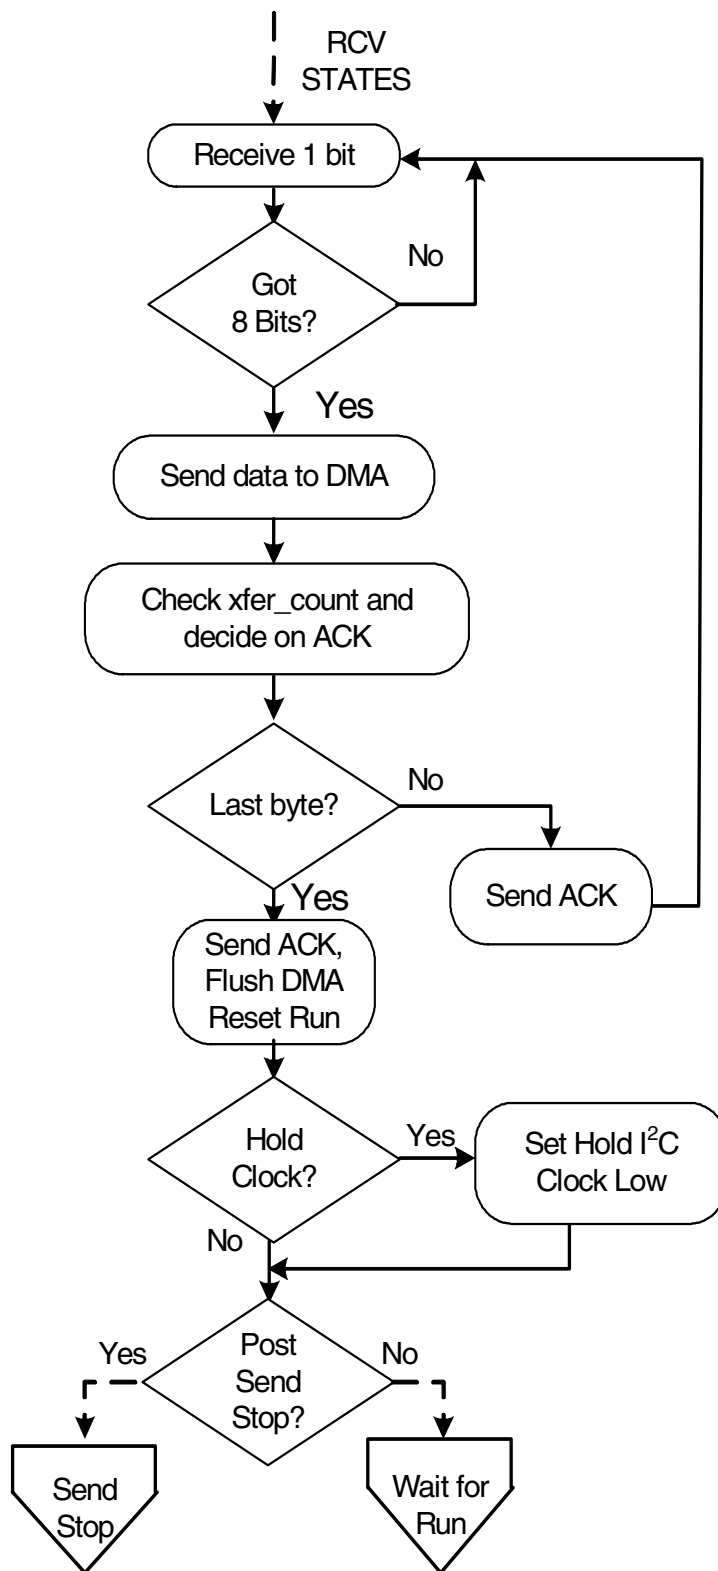 RCV
STATES
Receive 1 bit
Got
8 Bits?
No
Yes
Send data to DMA
Check xfer_count and
decide on ACK
Last byte?
No
Send ACK
Yes
Send ACK,
Flush DMA
Reset Run
Hold
Clock?
Yes
Set Hold I²C
Clock Low
No
Post
Send
Stop?
Yes
No
Send
Stop
Wait for
Run